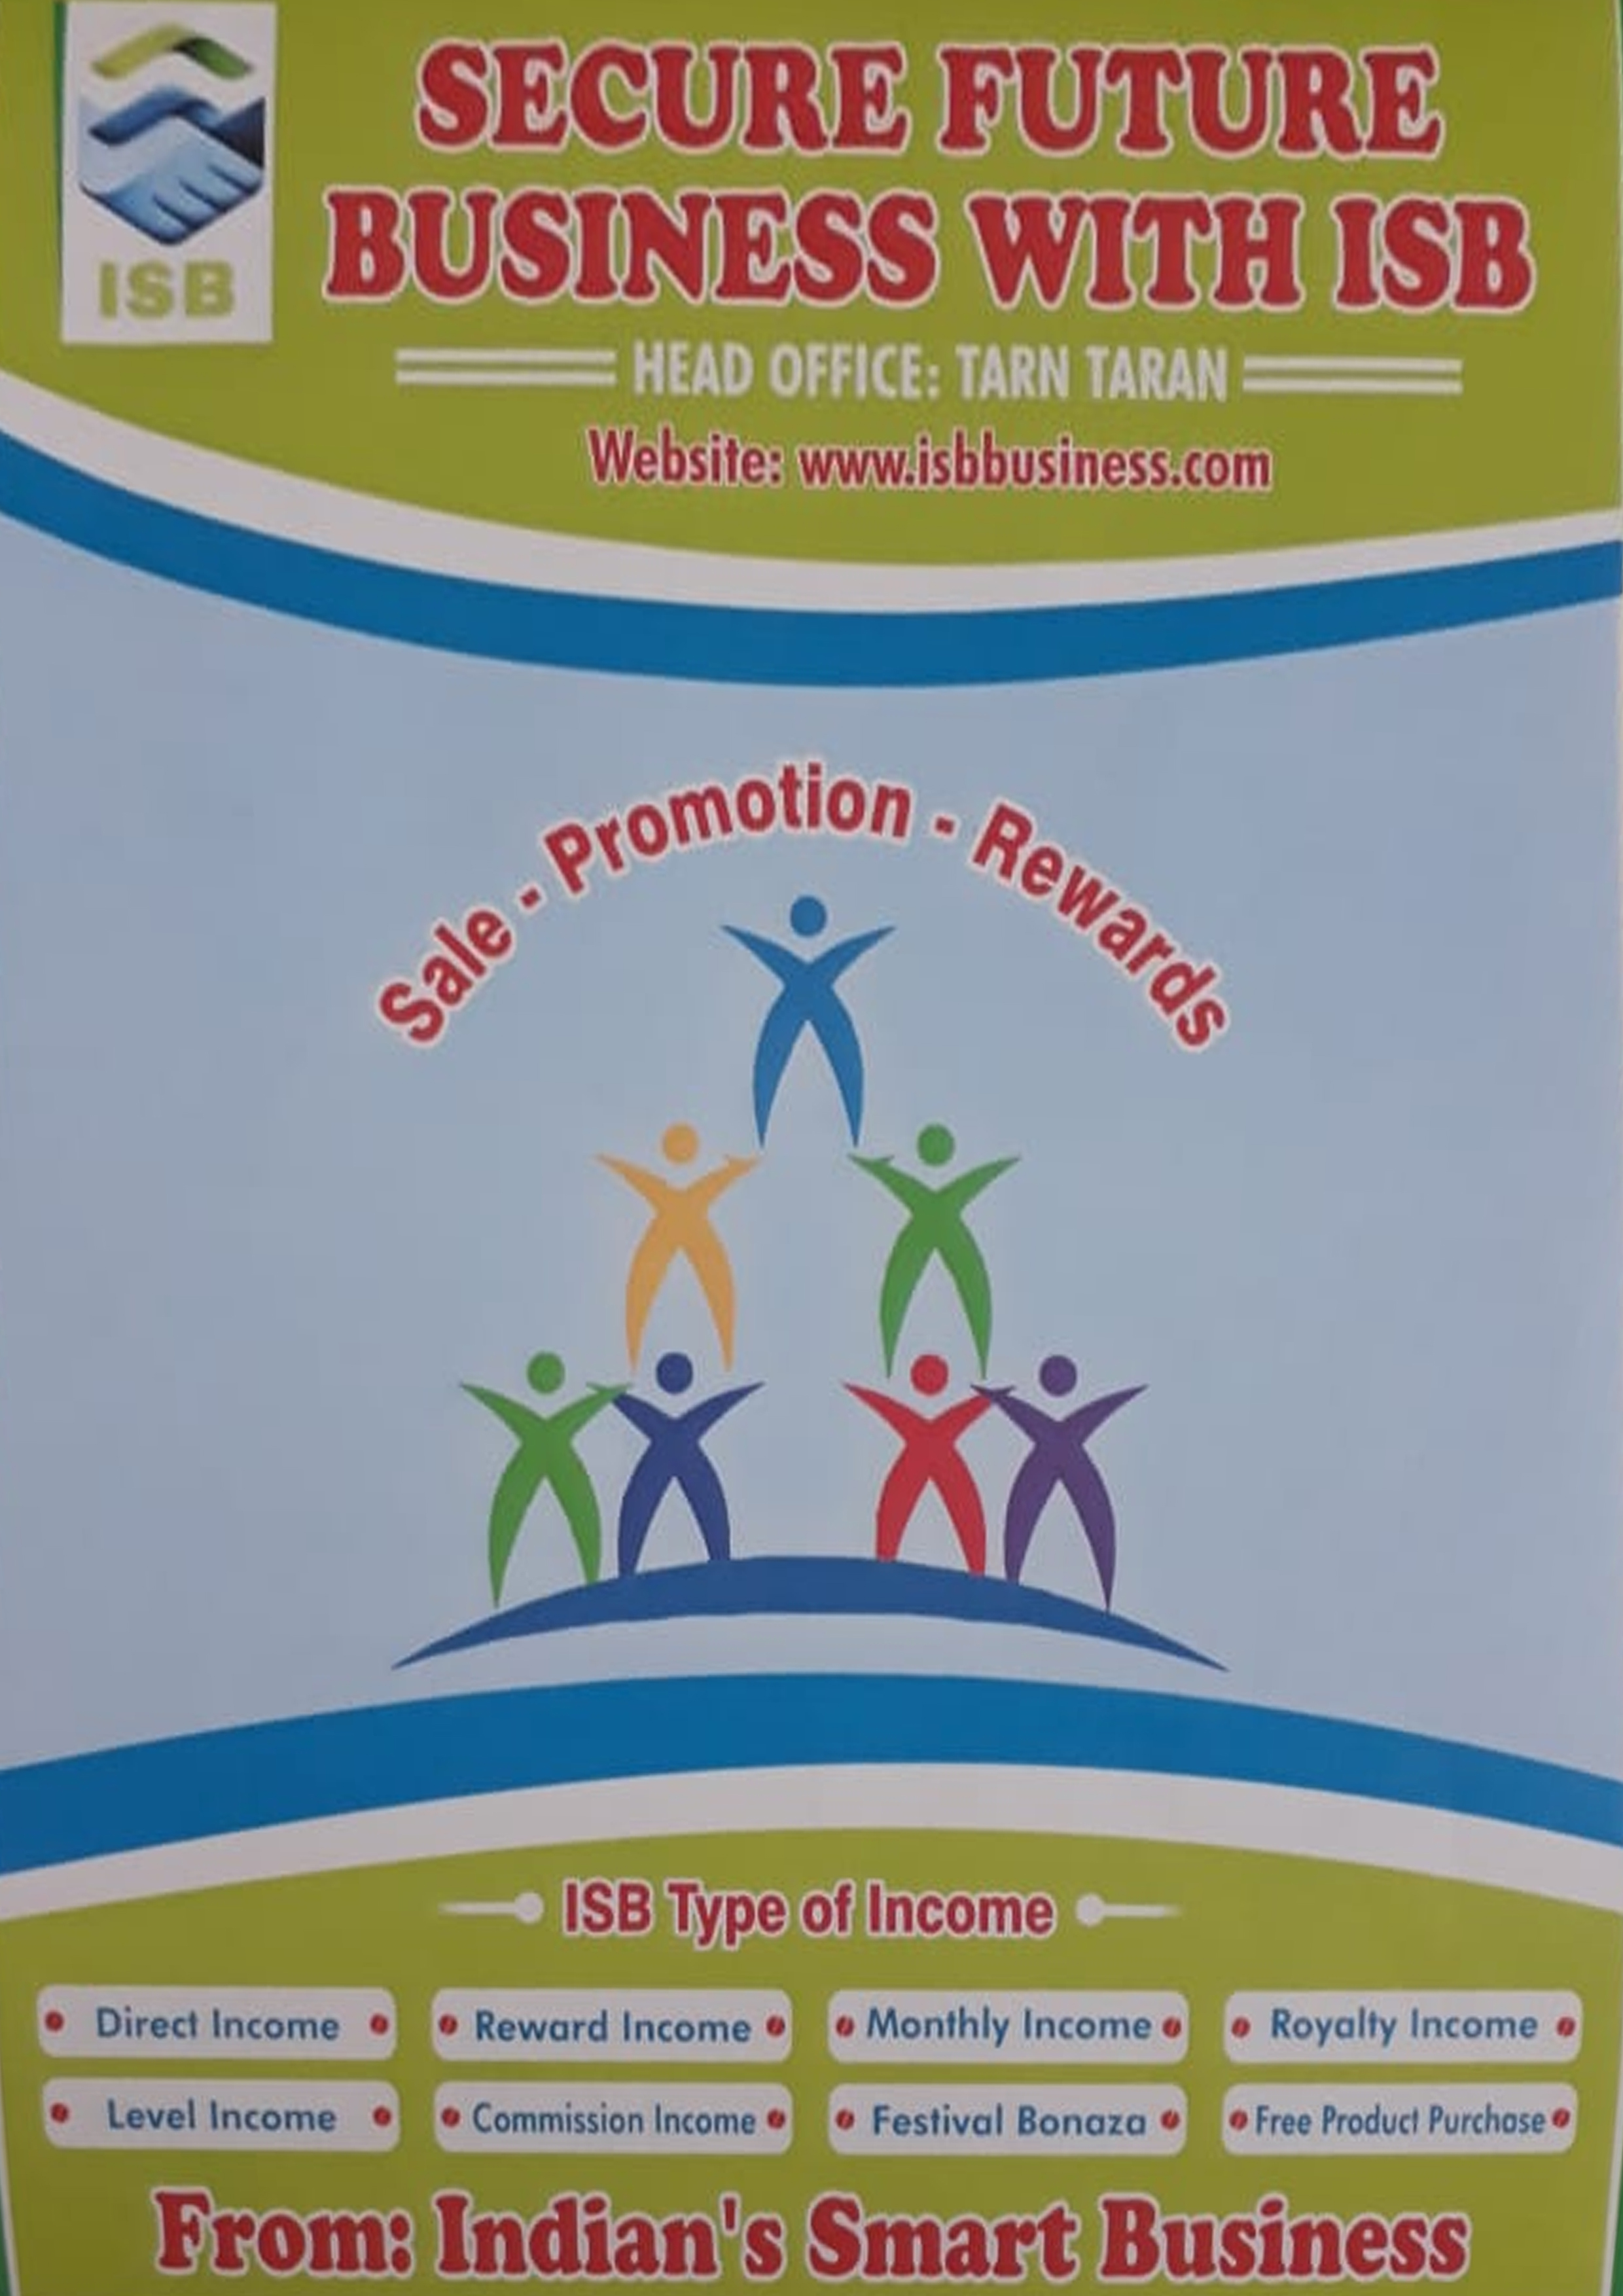 ISB
SECURE FUTURE
BUSINESS WITH ISB
HEAD OFFICE: TARN TARAN
Website: www.isbbusiness.com
Sale - Promotion - Rewards
ISB Type of Income
Direct Income
Reward Income
Monthly Income
Royalty Income
Level Income
Commission Income
Festival Bonaza
Free Product Purchase
From: Indian's Smart Business